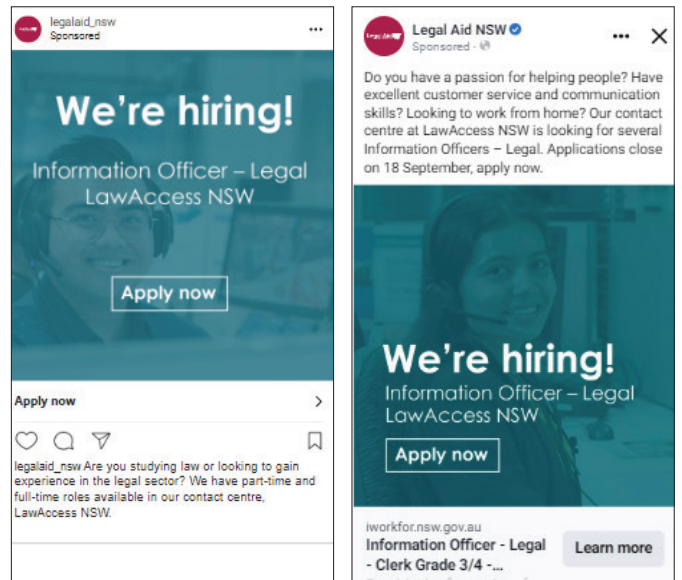 legalaid_nsw
Sponsored
We're hiring!
Information Officer – Legal
LawAccess NSW
Apply now
Apply now
legalaid_nsw Are you studying law or looking to gain
experience in the legal sector? We have part-time and
full-time roles available in our contact centre,
LawAccess NSW.
Legal Aid NSW
Sponsored ·
Do you have a passion for helping people? Have
excellent customer service and communication
skills? Looking to work from home? Our contact
centre at LawAccess NSW is looking for several
Information Officers – Legal. Applications close
on 18 September, apply now.
We're hiring!
Information Officer – Legal
LawAccess NSW
Apply now
iworkfor.nsw.gov.au
Information Officer - Legal
- Clerk Grade 3/4 -...
Learn more